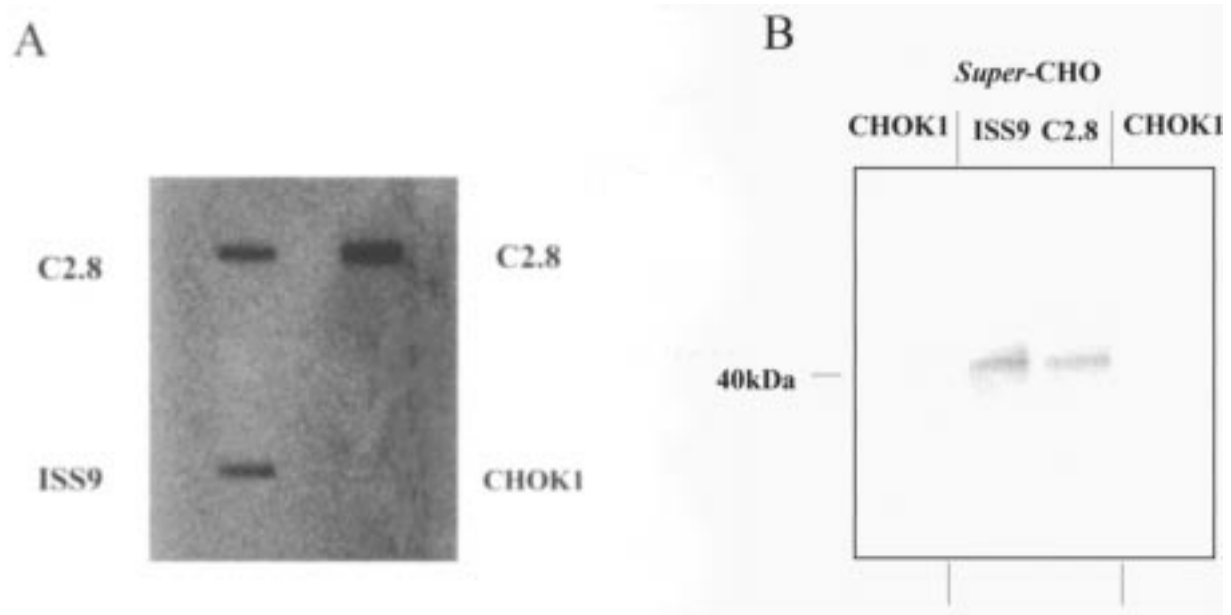 A
C2.8
C2.8
ISS9
CHOK1
B
Super-CHO
CHOK1 ISS9 C2.8 CHOK1
40kDa